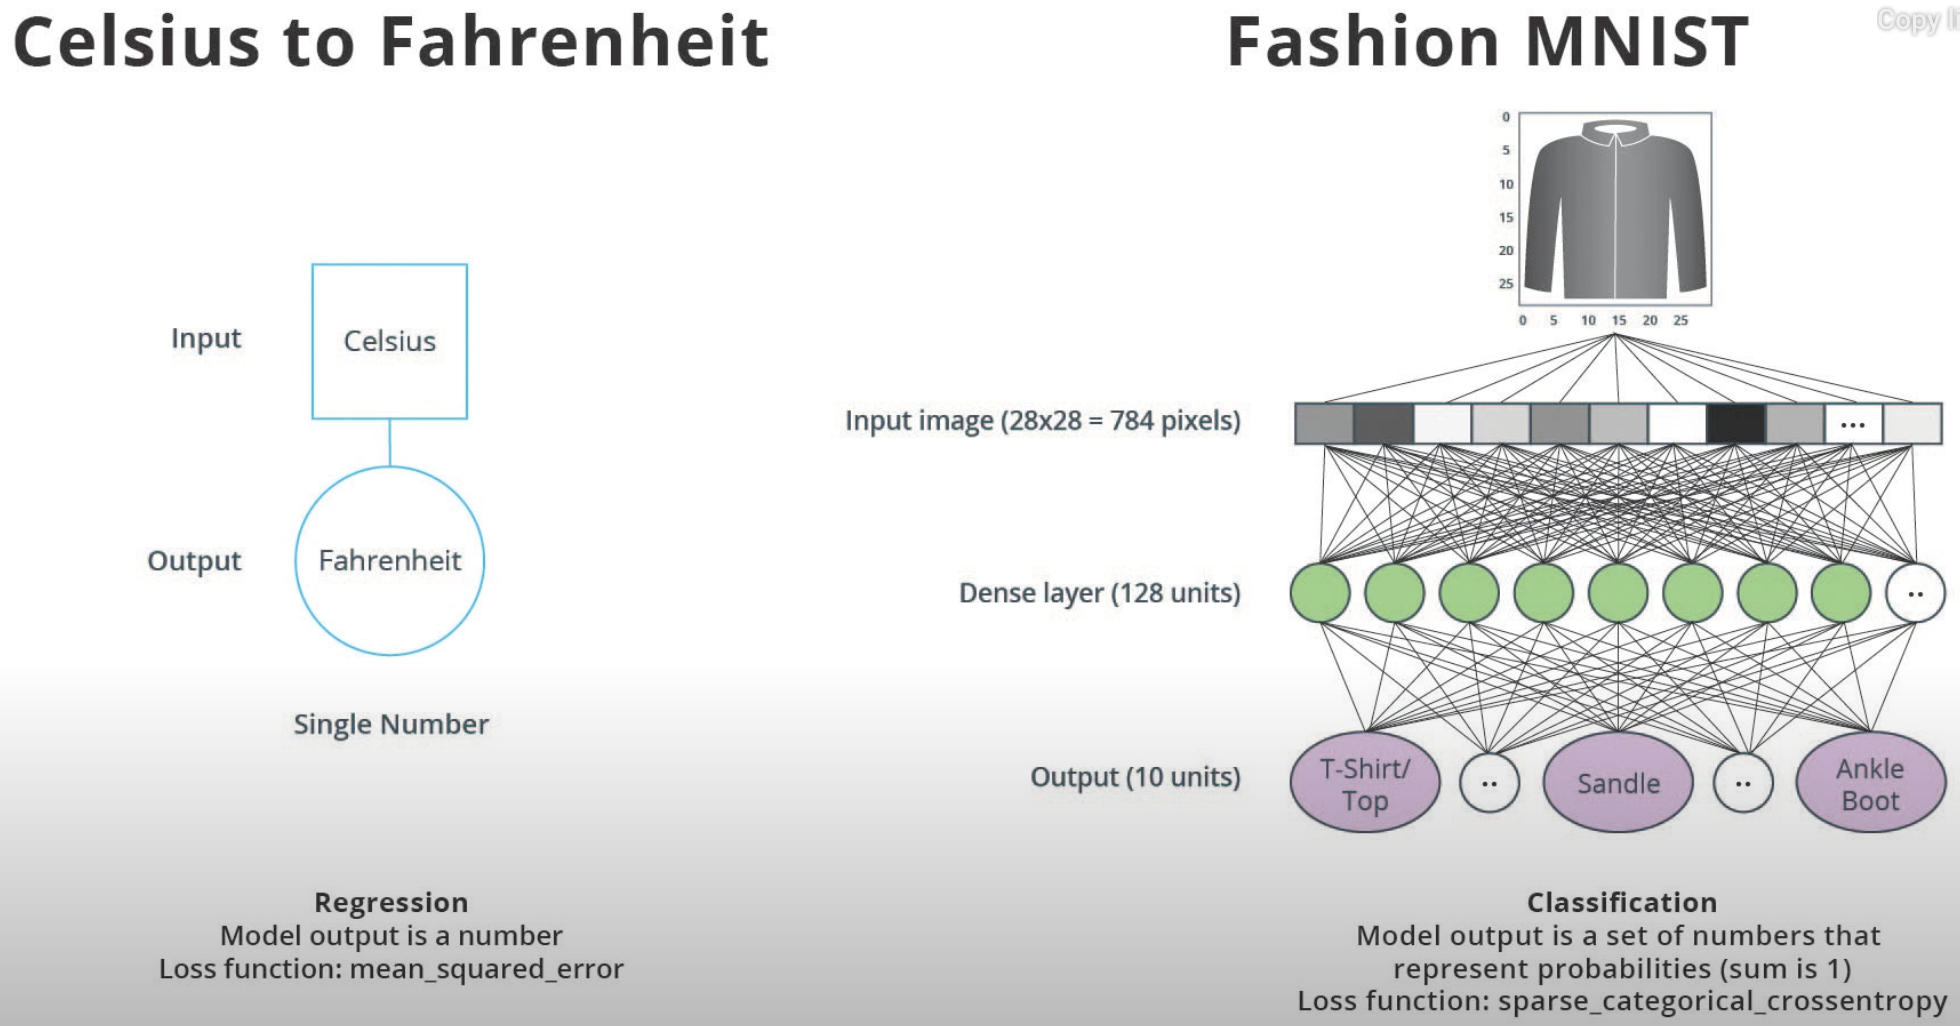 Celsius to Fahrenheit
Input
Celsius
Output
Fahrenheit
Single Number
Regression
Model output is a number
Loss function: mean_squared_error
Fashion MNIST
Copy li
0
5
10
15
20
25
0 5 10 15 20 25
Input image (28x28 = 784 pixels)
...
Dense layer (128 units)
..
Output (10 units)
T-Shirt/
Top
..
Sandle
..
Ankle
Boot
Classification
Model output is a set of numbers that
represent probabilities (sum is 1)
Loss function: sparse_categorical_crossentropy